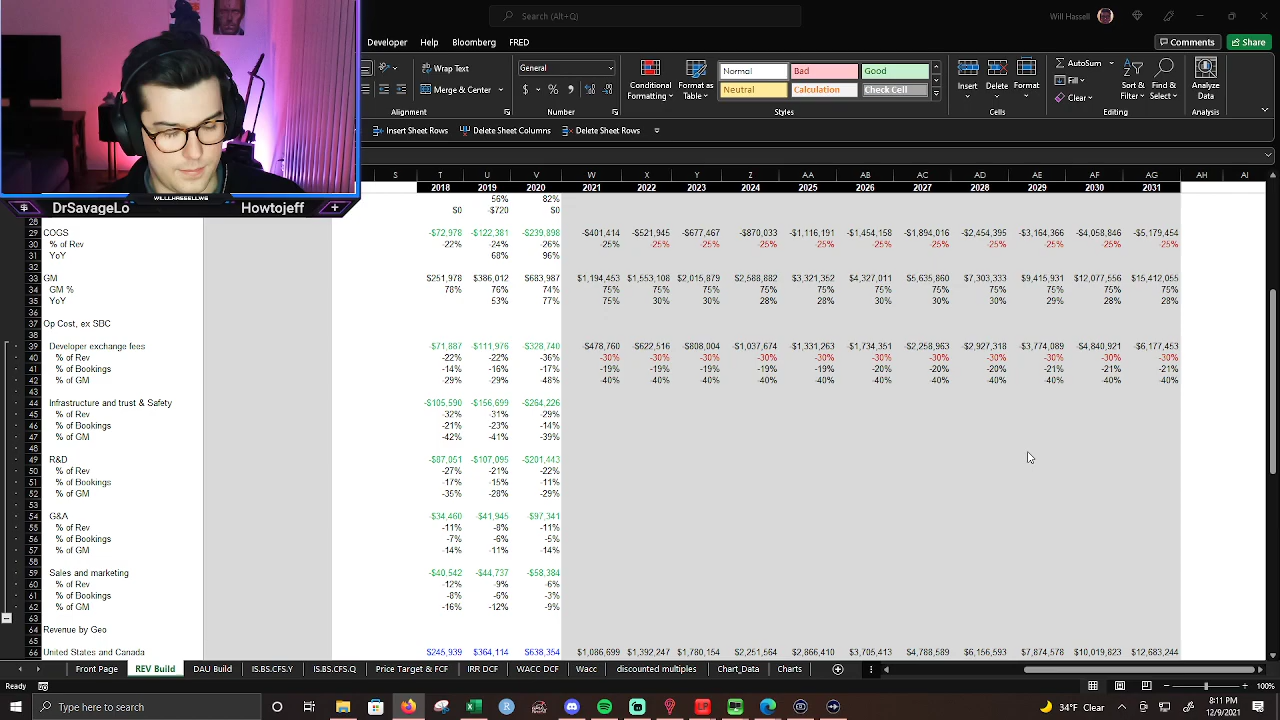 Search (Alt+Q)
Will Hassell
Developer Help Bloomberg FRED
Comments Share
Wrap Text General Normal Bad Good AutoSum
Merge & Center Conditional Formatting Format as Table Neutral Calculation Check Cell Insert Delete Format Fill Clear Sort & Filter Find & Select Analyze Data
Alignment Number Styles Cells Editing Analysis
Insert Sheet Rows Delete Sheet Columns Delete Sheet Rows
WILLHASSELLWS
DrSavageLo Howtojeff
S T U V W X Y Z AA AB AC AD AE AF AG AH AI
2018 2019 2020 2021 2022 2023 2024 2025 2026 2027 2028 2029 2030 2031
56% 82%
$0 -$720 $0
28
29 COGS -$72,978 -$122,381 -$239,898 -$401,414 -$521,945 -$677,467 -$870,033 -$1,116,191 -$1,454,158 -$1,894,016 -$2,454,395 -$3,164,366 -$4,058,846 -$5,179,454
30 % of Rev -22% -24% -26% -25% -25% -25% -25% -25% -25% -25% -25% -25% -25% -25%
31 YoY 68% 96%
32
33 GM $251,978 $386,012 $683,987 $1,194,453 $1,553,108 $2,015,879 $2,588,882 $3,321,352 $4,327,011 $5,635,860 $7,303,333 $9,415,931 $12,077,556 $15,412,055
34 GM % 78% 76% 74% 75% 75% 75% 75% 75% 75% 75% 75% 75% 75% 75%
35 YoY 53% 77% 75% 30% 30% 28% 28% 30% 30% 30% 29% 28% 28%
36
37 Op Cost, ex SBC
38
39 Developer exchange fees -$71,887 -$111,976 -$328,740 -$478,760 -$622,516 -$808,004 -$1,037,674 -$1,331,263 -$1,734,351 -$2,258,963 -$2,927,318 -$3,774,089 -$4,840,921 -$6,177,453
40 % of Rev -22% -22% -36% -30% -30% -30% -30% -30% -30% -30% -30% -30% -30% -30%
41 % of Bookings -14% -16% -17% -19% -19% -19% -19% -19% -20% -20% -20% -21% -21% -21%
42 % of GM -29% -29% -48% -40% -40% -40% -40% -40% -40% -40% -40% -40% -40% -40%
43
44 Infrastructure and trust & Safety -$105,590 -$156,699 -$264,226
45 % of Rev -32% -31% -29%
46 % of Bookings -21% -23% -14%
47 % of GM -42% -41% -39%
48
49 R&D -$87,051 -$107,095 -$201,443
50 % of Rev -27% -21% -22%
51 % of Bookings -17% -15% -11%
52 % of GM -35% -28% -29%
53
54 G&A -$34,460 -$41,945 -$97,341
55 % of Rev -11% -8% -11%
56 % of Bookings -7% -6% -5%
57 % of GM -14% -11% -14%
58
59 Sales and marketing -$40,542 -$44,737 -$58,384
60 % of Rev -12% -9% -6%
61 % of Bookings -8% -6% -3%
62 % of GM -16% -12% -9%
63
64 Revenue by Geo
65
66 United States and Canada $245,939 $364,114 $638,354 $1,086,699 $1,392,247 $1,780,154 $2,251,564 $2,866,410 $3,705,413 $4,788,589 $6,156,593 $7,874,578 $10,019,823 $12,839,244
Front Page REV Build DAU Build IS.BS.CFS.Y IS.BS.CFS.Q Price Target & FCF IRR DCF WACC DCF Wacc discounted multiples Chart_Data Charts
Ready 100%
Type here to search 34°F Clear 8:11 PM
12/9/2021